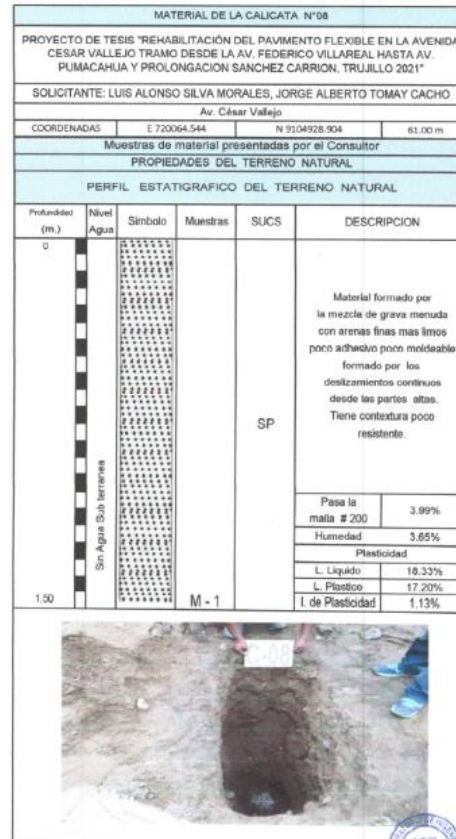 MATERIAL DE LA CALICATA N°08
PROYECTO DE TESIS "REHABILITACIÓN DEL PAVIMENTO FLEXIBLE EN LA AVENIDA
CESAR VALLEJO TRAMO DESDE LA AV. FEDERICO VILLAREAL HASTA AV.
PUMACAHUA Y PROLONGACION SANCHEZ CARRION, TRUJILLO 2021"
SOLICITANTE: LUIS ALONSO SILVA MORALES, JORGE ALBERTO TOMAY CACHO
Av. César Vallejo
COORDENADAS E 720064.544 N 9104928.904 61.00 m
Muestras de material presentadas por el Consultor
PROPIEDADES DEL TERRENO NATURAL
PERFIL ESTATIGRAFICO DEL TERRENO NATURAL
Profundidad (m.) Nivel Agua Simbolo Muestras SUCS DESCRIPCION
0
Sin Agua Sub terranea
1.50
M - 1
SP
Material formado por
la mezcla de grava menuda
con arenas finas mas limos
poco adhesivo poco moldeable
formado por los
deslizamientos continuos
desde las partes altas.
Tiene contextura poco
resistente.
Pasa la malla # 200 3.99%
Humedad 3.65%
Plasticidad
L. Liquido 18.33%
L. Plastico 17.20%
I. de Plasticidad 1.13%
C-08